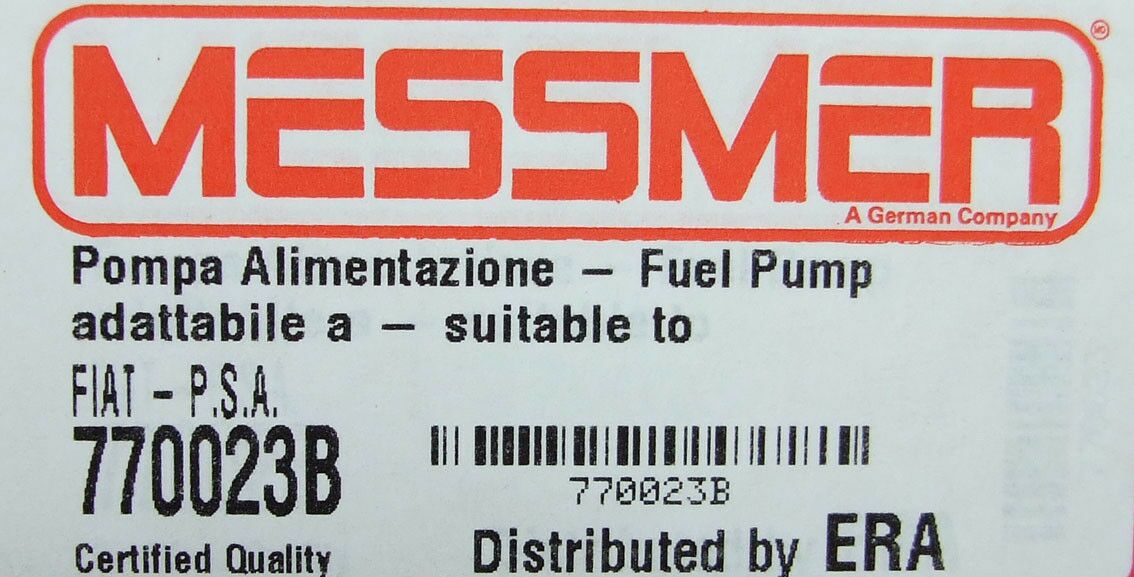 MESSMER
A German Company
Pompa Alimentazione – Fuel Pump
adattabile a – suitable to
FIAT - P.S.A.
770023B
770023B
Certified Quality
Distributed by ERA